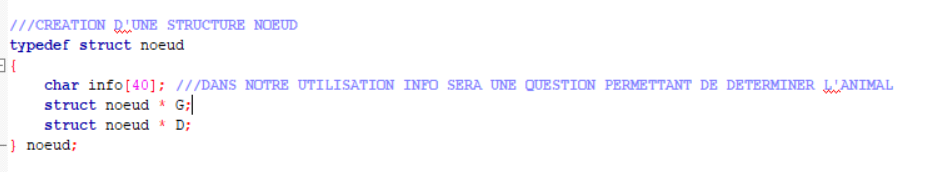 ///CREATION D'UNE STRUCTURE NOEUD
typedef struct noeud
{
char info[40]; ///DANS NOTRE UTILISATION INFO SERA UNE QUESTION PERMETTANT DE DETERMINER L'ANIMAL
struct noeud * G;
struct noeud * D;
} noeud;